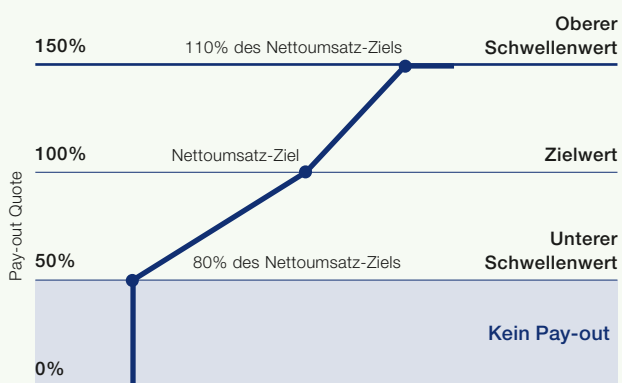 Oberer
150% 110% des Nettoumsatz-Ziels Schwellenwert
100% Nettoumsatz-Ziel Zielwert
Pay-out Quote
Unterer
50% 80% des Nettoumsatz-Ziels Schwellenwert
Kein Pay-out
0%